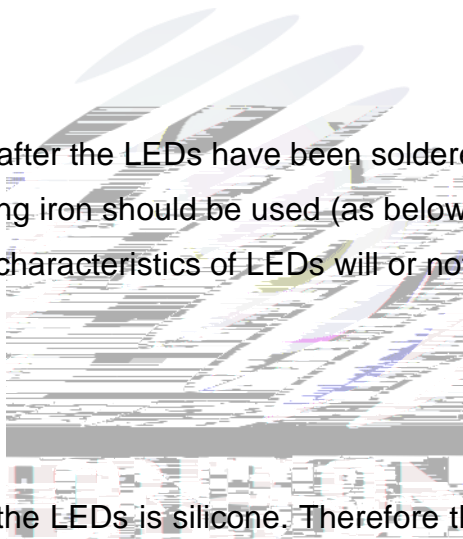 after the LEDs have been soldere
ng iron should be used (as below
characteristics of LEDs will or no
the LEDs is silicone. Therefore th